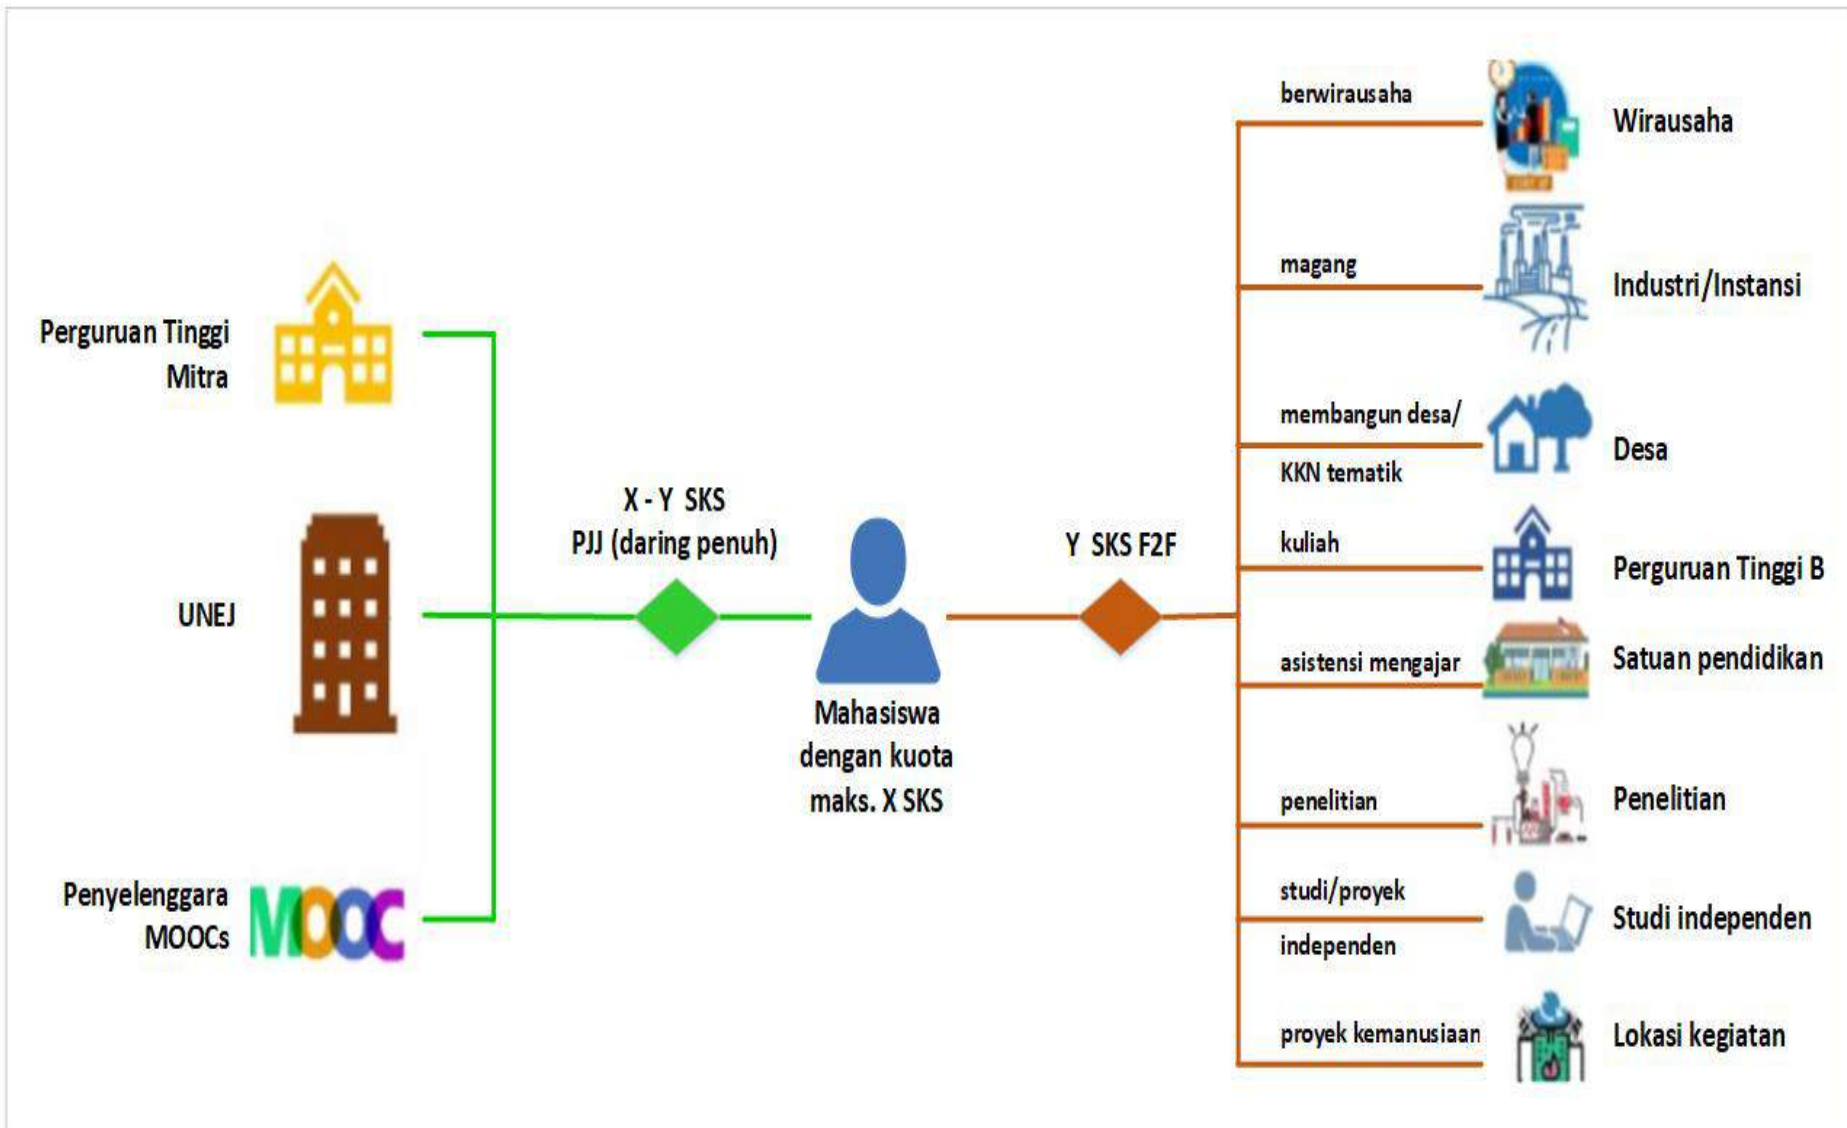 Perguruan Tinggi
Mitra
UNEJ
Penyelenggara
MOOCs
MOOC
X - Y SKS
PJJ (daring penuh)
Mahasiswa
dengan kuota
maks. X SKS
Y SKS F2F
berwirausaha
Wirausaha
magang
Industri/Instansi
membangun desa/
KKN tematik
Desa
kuliah
Perguruan Tinggi B
asistensi mengajar
Satuan pendidikan
penelitian
Penelitian
studi/proyek
independen
Studi independen
proyek kemanusiaan
Lokasi kegiatan